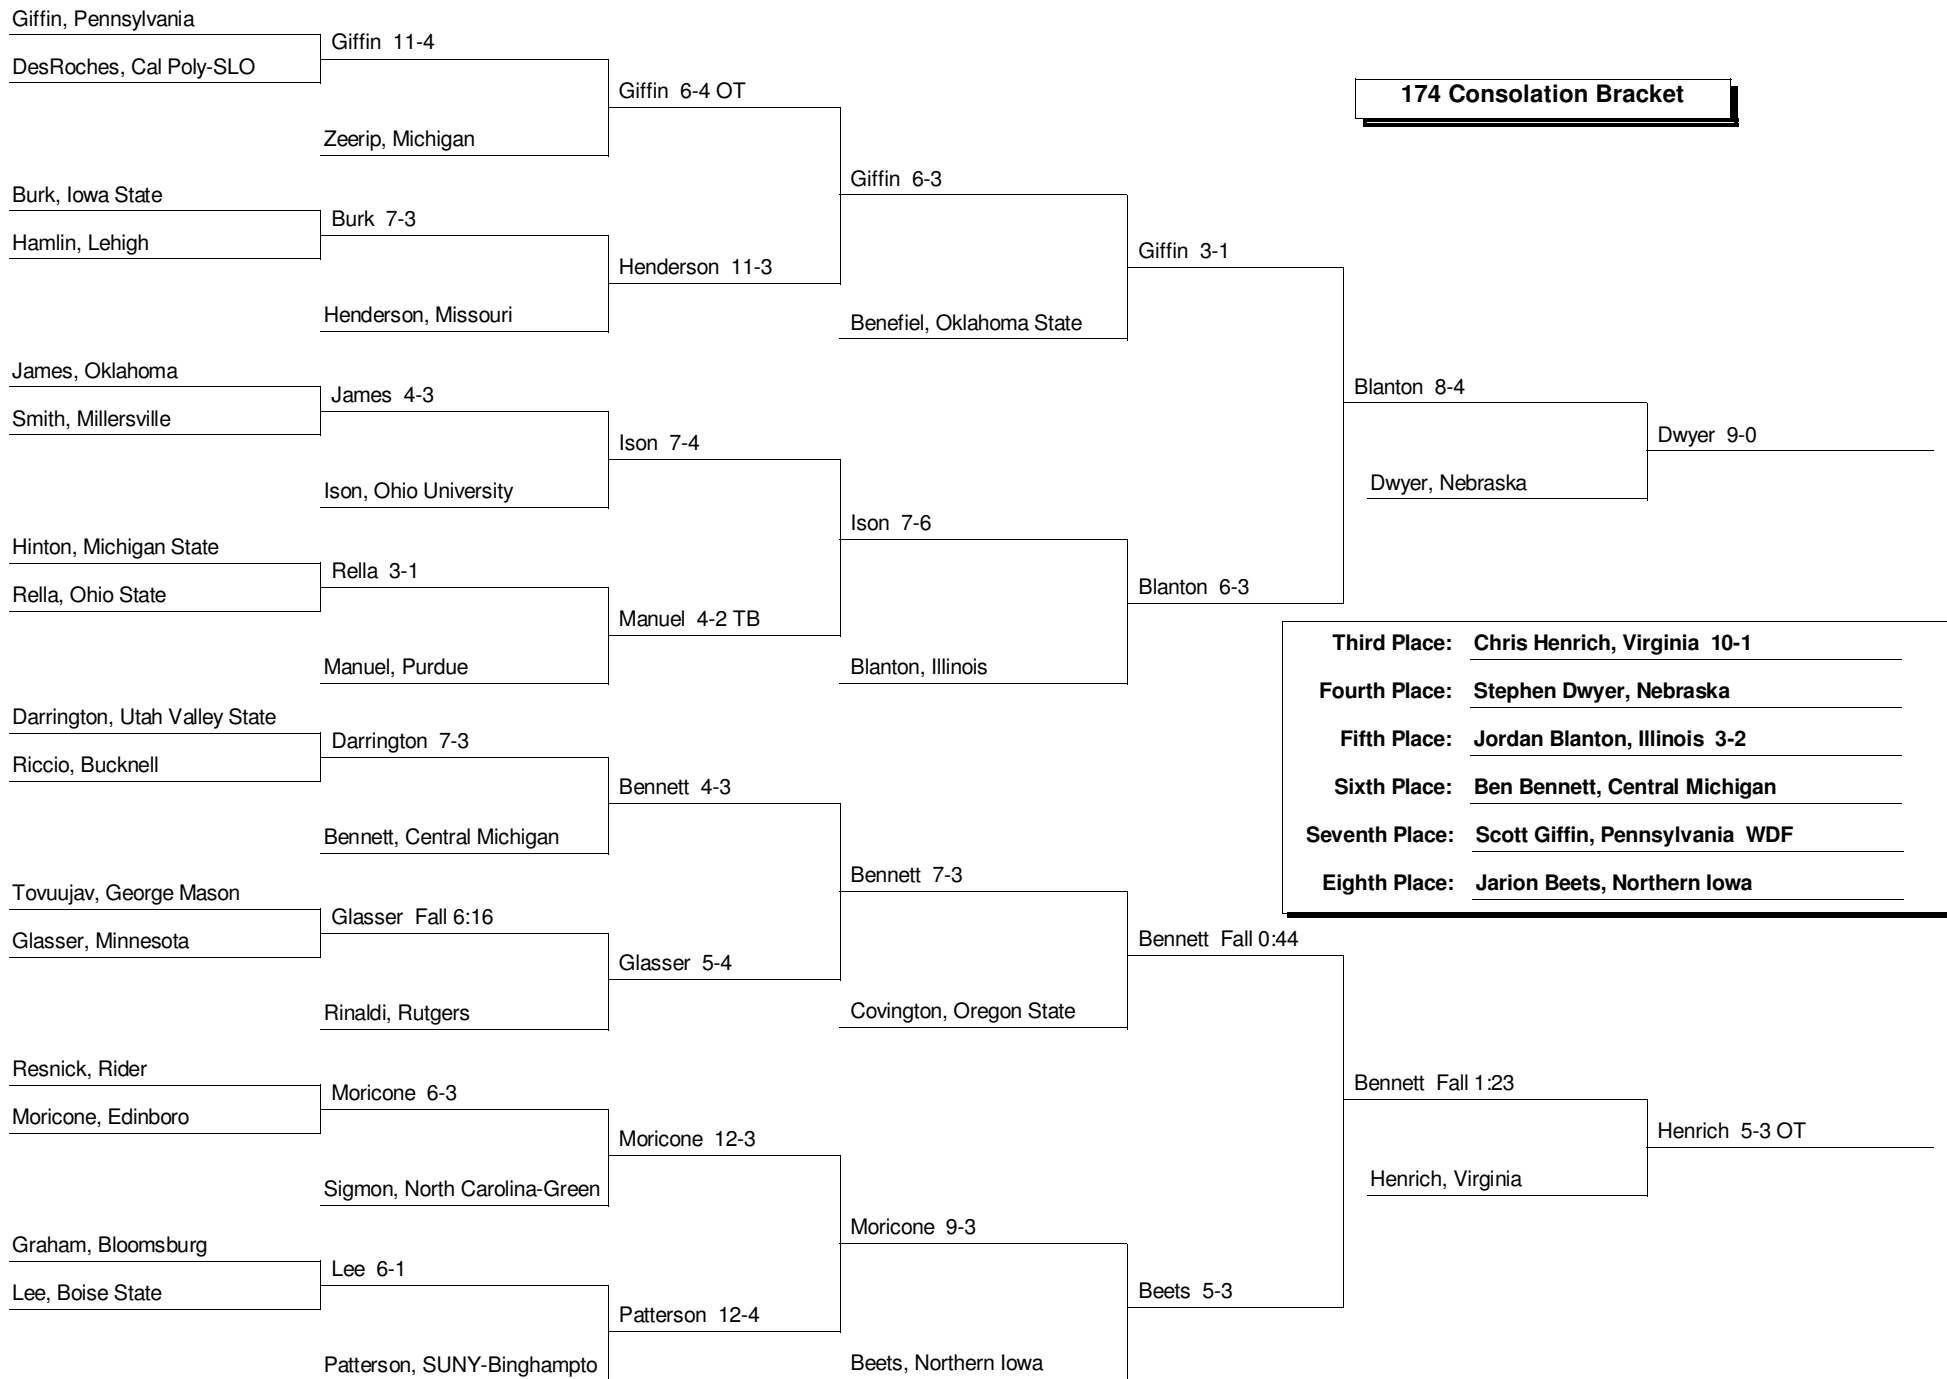 174 Consolation Bracket
Giffin, Pennsylvania
DesRoches, Cal Poly-SLO
Burk, Iowa State
Hamlin, Lehigh
James, Oklahoma
Smith, Millersville
Hinton, Michigan State
Rella, Ohio State
Darrington, Utah Valley State
Riccio, Bucknell
Tovuujav, George Mason
Glasser, Minnesota
Resnick, Rider
Moricone, Edinboro
Graham, Bloomsburg
Lee, Boise State
Giffin 11-4
Zeerip, Michigan
Burk 7-3
Henderson, Missouri
James 4-3
Ison, Ohio University
Rella 3-1
Manuel, Purdue
Darrington 7-3
Bennett, Central Michigan
Glasser Fall 6:16
Rinaldi, Rutgers
Moricone 6-3
Sigmon, North Carolina-Green
Lee 6-1
Patterson, SUNY-Binghampto
Giffin 6-4 OT
Henderson 11-3
Ison 7-4
Manuel 4-2 TB
Bennett 4-3
Glasser 5-4
Moricone 12-3
Patterson 12-4
Giffin 6-3
Benefiel, Oklahoma State
Ison 7-6
Blanton, Illinois
Bennett 7-3
Covington, Oregon State
Moricone 9-3
Beets, Northern Iowa
Giffin 3-1
Blanton 6-3
Bennett Fall 0:44
Beets 5-3
Blanton 8-4
Dwyer, Nebraska
Bennett Fall 1:23
Henrich, Virginia
Dwyer 9-0
Henrich 5-3 OT
Third Place: Chris Henrich, Virginia 10-1
Fourth Place: Stephen Dwyer, Nebraska
Fifth Place: Jordan Blanton, Illinois 3-2
Sixth Place: Ben Bennett, Central Michigan
Seventh Place: Scott Giffin, Pennsylvania WDF
Eighth Place: Jarion Beets, Northern Iowa